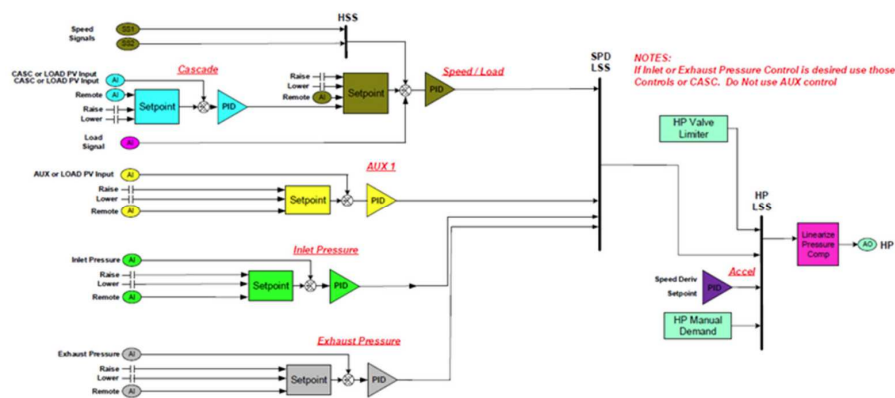 Speed
Signals
SS1
SS2
HSS
CASC or LOAD PV Input
CASC or LOAD PV Input
AI
Cascade
Remote
AI
Raise
Lower
Setpoint
PID
Raise
Lower
Remote
AI
Setpoint
Speed / Load
PID
Load
Signal
AI
SPD
LSS
NOTES:
If Inlet or Exhaust Pressure Control is desired use those
Controls or CASC. Do Not use AUX control
AUX or LOAD PV Input
AI
AUX 1
Raise
Lower
Remote
AI
Setpoint
PID
Inlet Pressure
Inlet Pressure
AI
Raise
Lower
Remote
AI
Setpoint
PID
Exhaust Pressure
Exhaust Pressure
AI
Raise
Lower
Remote
AI
Setpoint
PID
HP Valve
Limiter
HP
LSS
Linearize
Pressure
Comp
AO
HP
Speed Deriv
Setpoint
PID
Accel
HP Manual
Demand